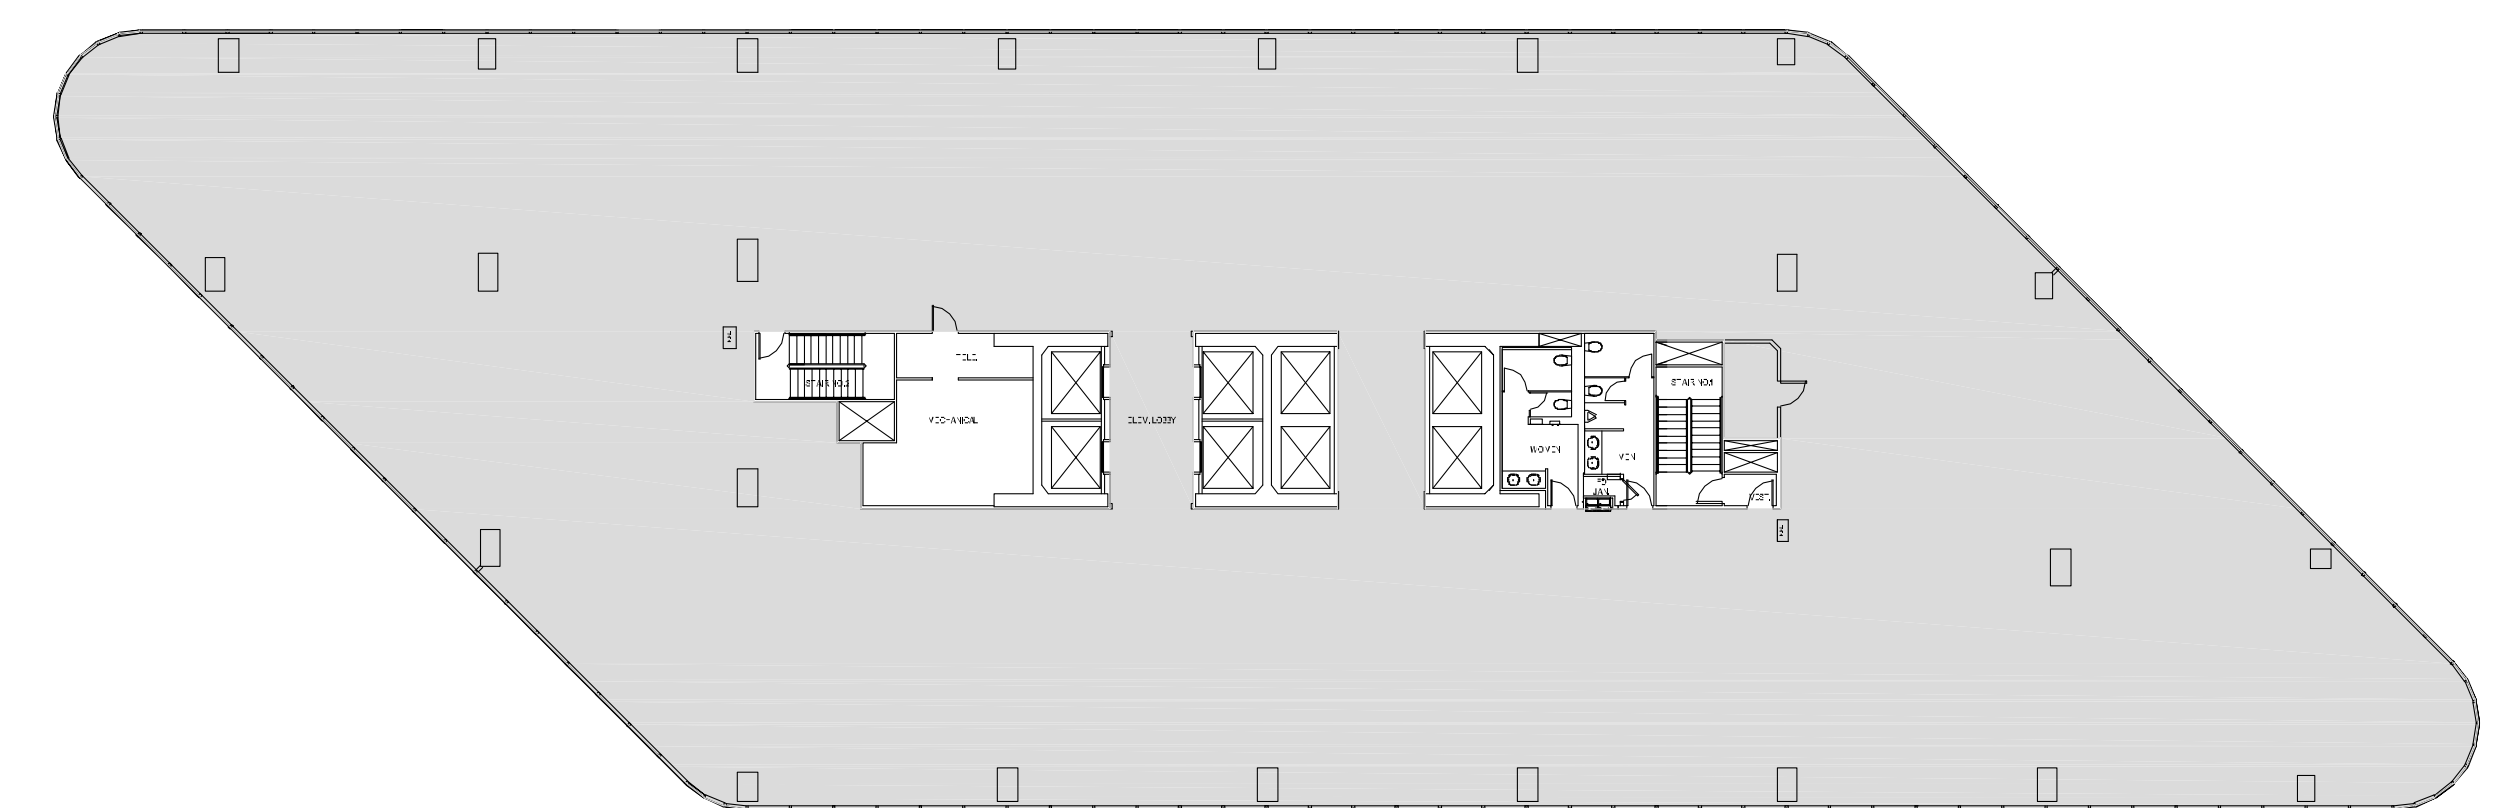 TELE.
STAIR NO.2
STAIR NO.1
MECHANICAL
ELEV. LOBBY
WOMEN
MEN
JAN.
VEST.